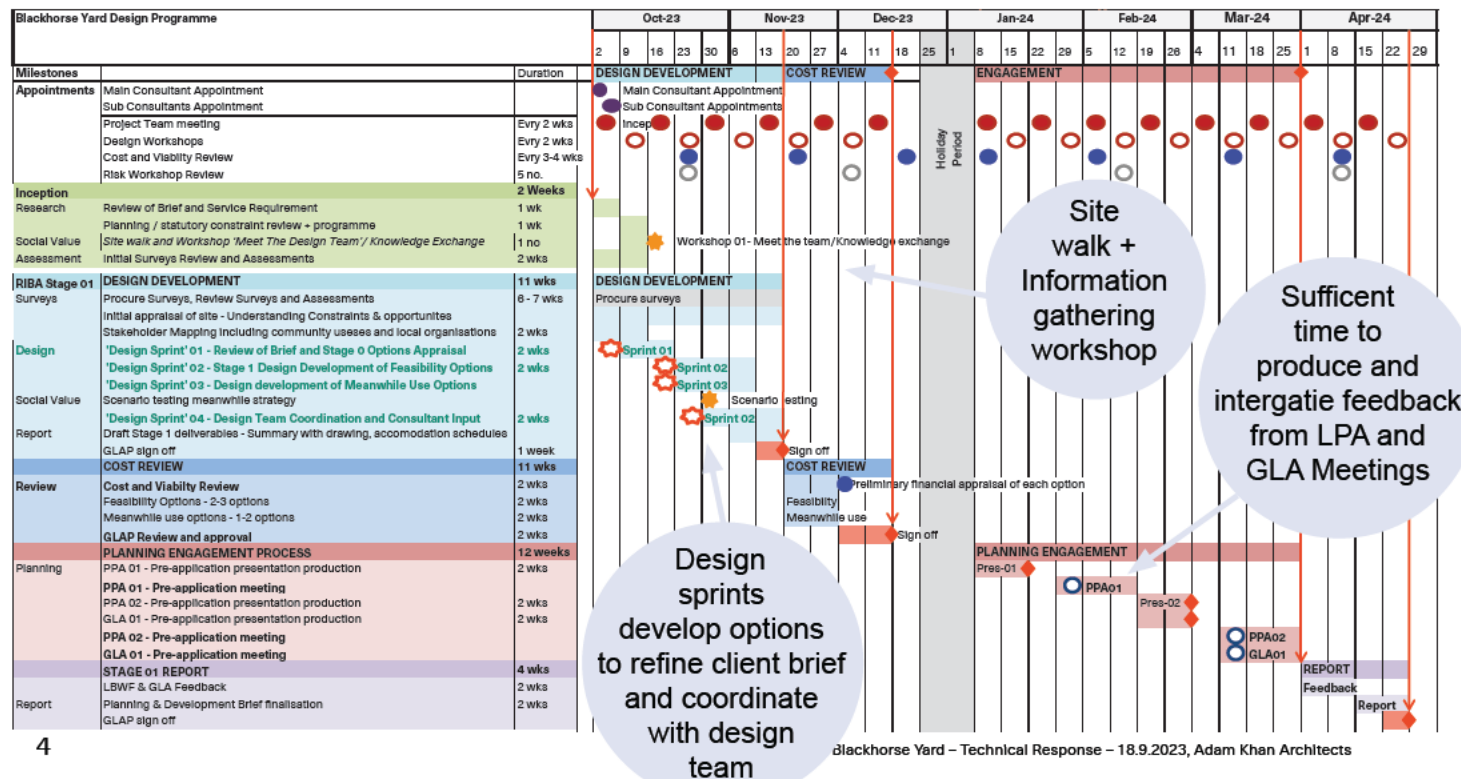 Blackhorse Yard Design Programme
Oct-23 Nov-23 Dec-23 Jan-24 Feb-24 Mar-24 Apr-24
2 9 16 23 30 6 13 20 27 4 11 18 25 1 8 15 22 29 5 12 19 26 4 11 18 25 1 8 15 22 29
Milestones Duration DESIGN DEVELOPMENT COST REVIEW ENGAGEMENT
Appointments Main Consultant Appointment Main Consultant Appointment
Sub Consultants Appointment Sub Consultant Appointments
Project Team meeting Evry 2 wks Incep
Design Workshops Evry 2 wks
Cost and Viablity Review Evry 3-4 wks
Risk Workshop Review 5 no.
Holiday Period
Inception 2 Weeks
Research Review of Brief and Service Requirement 1 wk
Planning / statutory constraint review + programme 1 wk
Social Value Site walk and Workshop 'Meet The Design Team'/ Knowledge Exchange 1 no Workshop 01- Meet the team/Knowledge exchange
Assessment Initial Surveys Review and Assessments 2 wks
RIBA Stage 01 DESIGN DEVELOPMENT 11 wks DESIGN DEVELOPMENT
Surveys Procure Surveys, Review Surveys and Assessments 6 - 7 wks Procure surveys
Initial appraisal of site - Understanding Constraints & opportunites
Stakeholder Mapping including community useses and local organisations 2 wks
Design 'Design Sprint' 01 - Review of Brief and Stage 0 Options Appraisal 2 wks Sprint 01
'Design Sprint' 02 - Stage 1 Design Development of Feasibility Options 2 wks Sprint 02
'Design Sprint' 03 - Design development of Meanwhile Use Options Sprint 03
Social Value Scenario testing meanwhile strategy Scenario testing
'Design Sprint' 04 - Design Team Coordination and Consultant Input 2 wks Sprint 02
Report Draft Stage 1 deliverables - Summary with drawing, accomodation schedules
GLAP sign off 1 week Sign off
COST REVIEW 11 wks COST REVIEW
Review Cost and Viabilty Review 2 wks Preliminary financial appraisal of each option
Feasibility Options - 2-3 options 2 wks Feasiblity
Meanwhile use options - 1-2 options 2 wks Meanwhile use
GLAP Review and approval 2 wks Sign off
PLANNING ENGAGEMENT PROCESS 12 weeks PLANNING ENGAGEMENT
Planning PPA 01 - Pre-application presentation production 2 wks Pres-01
PPA 01 - Pre-application meeting PPA01
PPA 02 - Pre-application presentation production 2 wks Pres-02
GLA 01 - Pre-application presentation production 2 wks
PPA 02 - Pre-application meeting PPA02
GLA 01 - Pre-application meeting GLA01
STAGE 01 REPORT 4 wks REPORT
LBWF & GLA Feedback 2 wks Feedback
Report Planning & Development Brief finalisation 2 wks Report
GLAP sign off
Site
walk +
Information
gathering
workshop
Sufficent
time to
produce and
intergatie feedback
from LPA and
GLA Meetings
Design
sprints
develop options
to refine client brief
and coordinate
with design
team
4
Blackhorse Yard – Technical Response – 18.9.2023, Adam Khan Architects